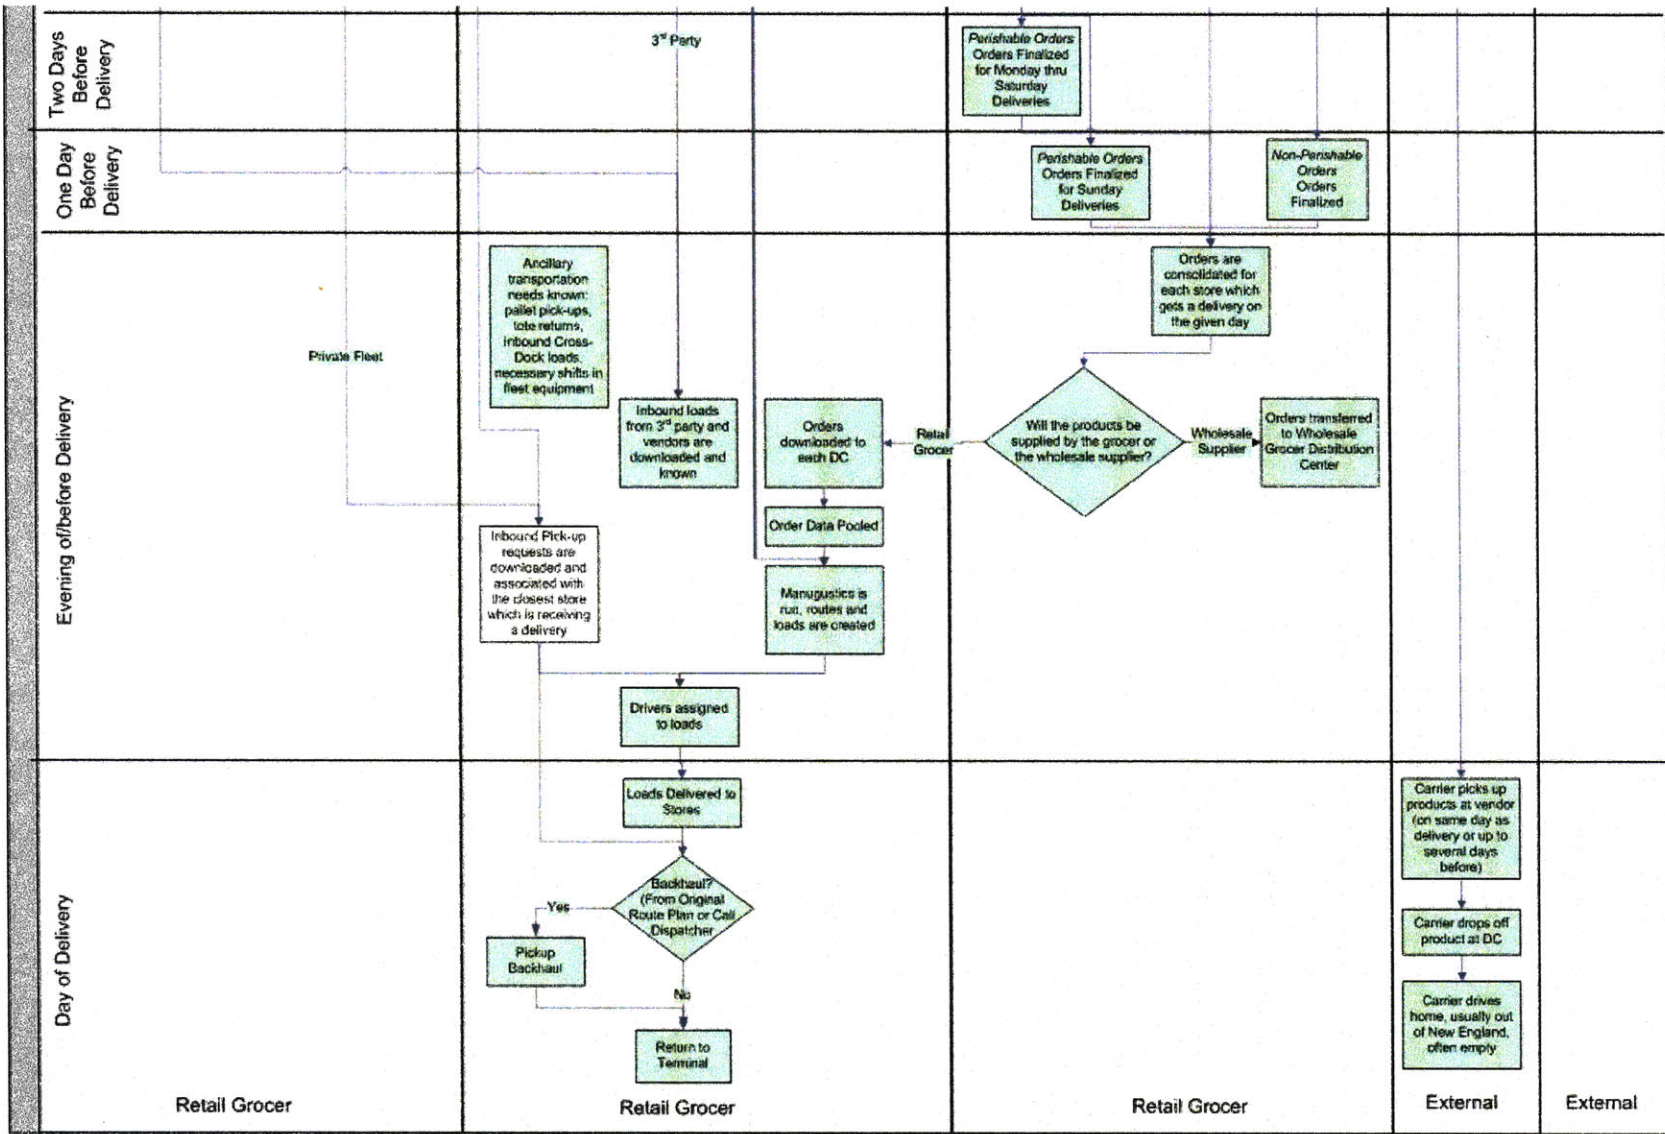 Two Days
Before
Delivery
3rd Party
Perishable Orders
Orders Finalized
for Monday thru
Saturday
Deliveries
One Day
Before
Delivery
Perishable Orders
Orders Finalized
for Sunday
Deliveries
Non-Perishable
Orders
Orders
Finalized
Evening of/before Delivery
Private Fleet
Ancillary
transportation
needs known:
pallet pick-ups,
tote returns,
inbound Cross-
Dock loads,
necessary shifts in
fleet equipment
Inbound loads
from 3rd party and
vendors are
downloaded and
known
Orders
downloaded to
each DC
Retail
Grocer
Orders are
consolidated for
each store which
gets a delivery on
the given day
Will the products be
supplied by the grocer or
the wholesale supplier?
Wholesale
Supplier
Orders transferred
to Wholesale
Grocer Distribution
Center
Order Data Pooled
Inbound Pick-up
requests are
downloaded and
associated with
the closest store
which is receiving
a delivery
Manugustics is
run, routes and
loads are created
Drivers assigned
to loads
Day of Delivery
Loads Delivered to
Stores
Backhaul?
(From Original
Route Plan or Call
Dispatcher
Yes
Pickup
Backhaul
No
Return to
Terminal
Carrier picks up
products at vendor
(on same day as
delivery or up to
several days
before)
Carrier drops off
product at DC
Carrier drives
home, usually out
of New England,
often empty
Retail Grocer
Retail Grocer
Retail Grocer
External
External